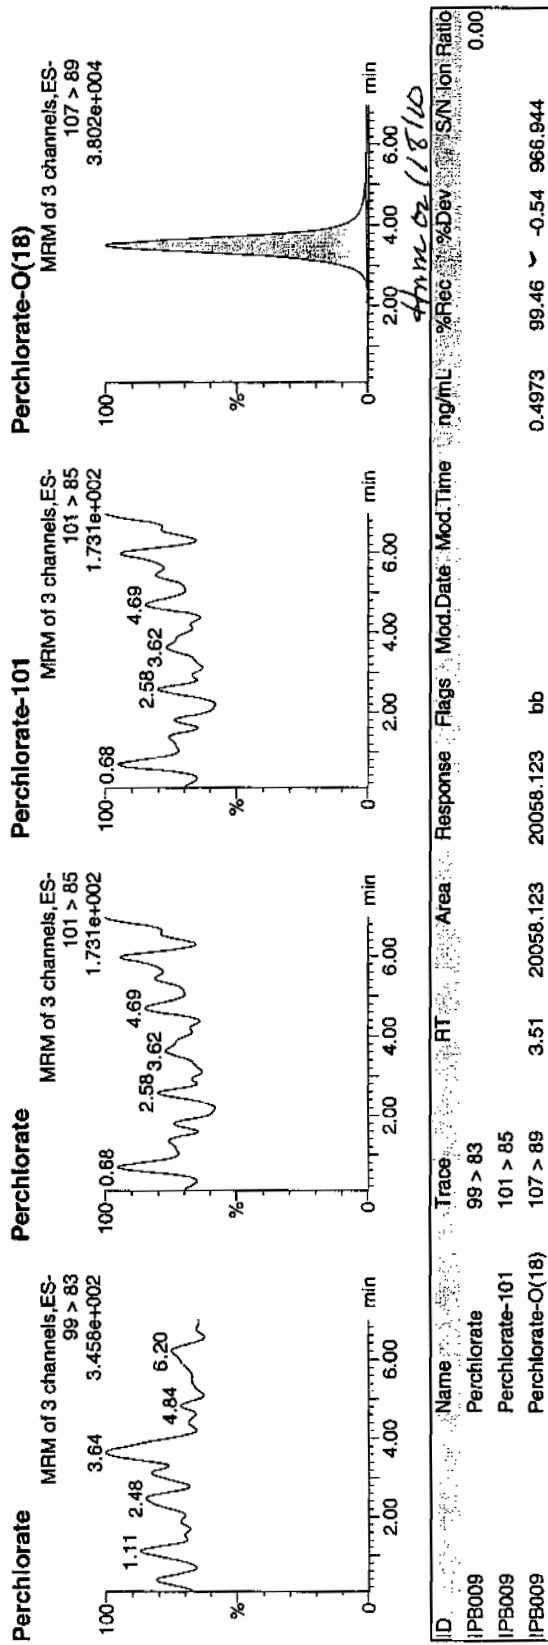 Perchlorate
MRM of 3 channels,ES-
99 > 83
3.458e+002
100
%
0
1.11
2.48
3.64
4.84
6.20
2.00
4.00
6.00
min
Perchlorate
MRM of 3 channels,ES-
101 > 85
1.731e+002
100
%
0
0.68
2.58
3.62
4.69
2.00
4.00
6.00
min
Perchlorate-101
MRM of 3 channels,ES-
101 > 85
1.731e+002
100
%
0
0.68
2.58
3.62
4.69
2.00
4.00
6.00
min
Perchlorate-O(18)
MRM of 3 channels,ES-
107 > 89
3.802e+004
100
%
0
2.00
4.00
6.00
min
02/18/10
ID Name Trace RT Area Response Flags Mod.Date Mod.Time ng/mL %Rec %Dev S/N Ion Ratio
IPB009 Perchlorate 99 > 83 0.00
IPB009 Perchlorate-101 101 > 85
IPB009 Perchlorate-O(18) 107 > 89 3.51 20058.123 20058.123 bb 0.4973 99.46 -0.54 966.944